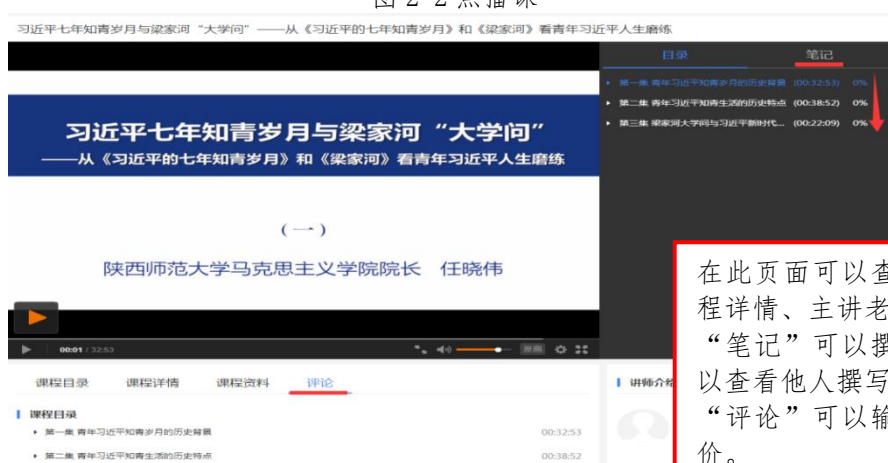 图 2-2 点播课
习近平七年知青岁月与梁家河“大学问”——从《习近平的七年知青岁月》和《梁家河》看青年习近平人生磨练
目录 笔记
第一集 青年习近平知青岁月的历史背景 (00:32:53) 0%
第二集 青年习近平知青生活的历史特点 (00:38:52) 0%
第三集 梁家河大学问与习近平新时代... (00:22:09) 0%
习近平七年知青岁月与梁家河“大学问”
——从《习近平的七年知青岁月》和《梁家河》看青年习近平人生磨练
(一)
陕西师范大学马克思主义学院院长 任晓伟
00:01 / 32:53
课程目录 课程详情 课程资料 评论
课程目录
第一集 青年习近平知青岁月的历史背景 00:32:53
第二集 青年习近平知青生活的历史特点 00:38:52
讲师介绍
在此页面可以查
程详情、主讲老
“笔记”可以撰
以查看他人撰写
“评论”可以输
价。